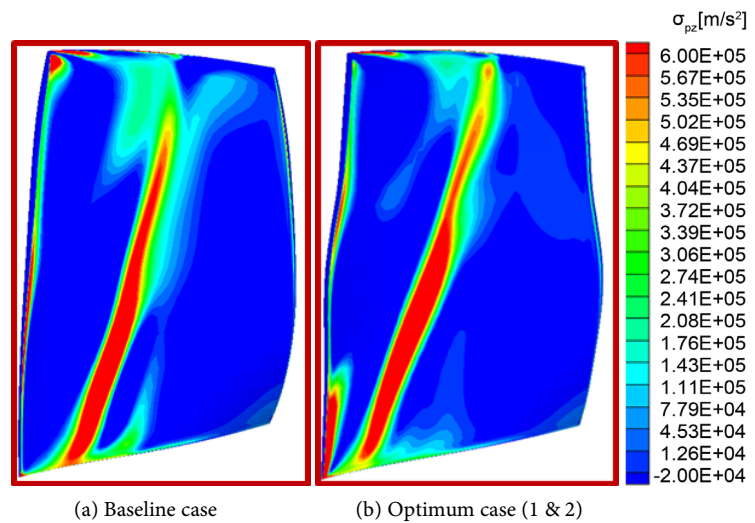 σpz[m/s²]
6.00E+05
5.67E+05
5.35E+05
5.02E+05
4.69E+05
4.37E+05
4.04E+05
3.72E+05
3.39E+05
3.06E+05
2.74E+05
2.41E+05
2.08E+05
1.76E+05
1.43E+05
1.11E+05
7.79E+04
4.53E+04
1.26E+04
-2.00E+04
(a) Baseline case
(b) Optimum case (1 & 2)